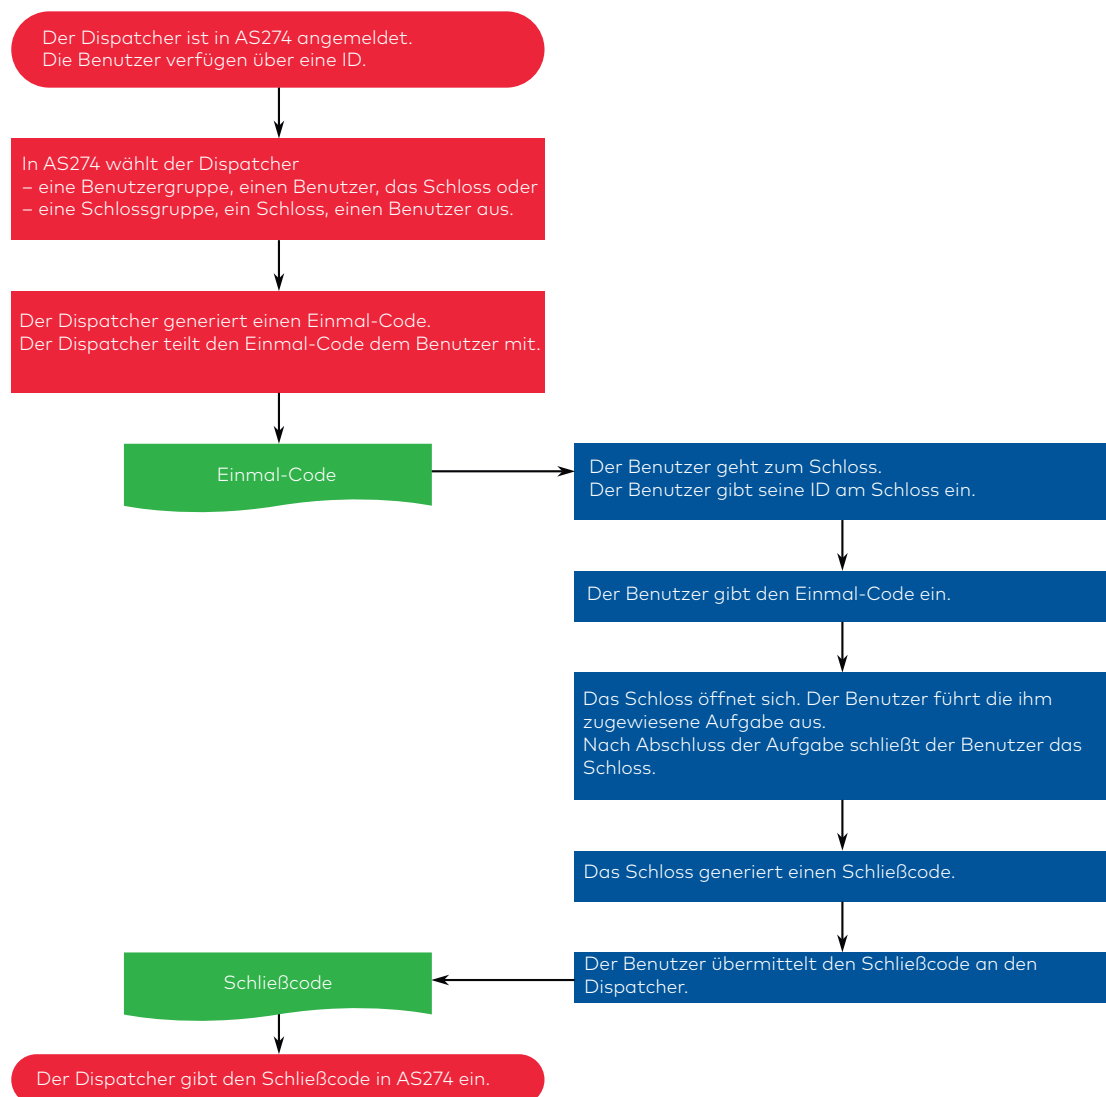 Der Dispatcher ist in AS274 angemeldet.
Die Benutzer verfügen über eine ID.
In AS274 wählt der Dispatcher
– eine Benutzergruppe, einen Benutzer, das Schloss oder
– eine Schlossgruppe, ein Schloss, einen Benutzer aus.
Der Dispatcher generiert einen Einmal-Code.
Der Dispatcher teilt den Einmal-Code dem Benutzer mit.
Einmal-Code
Der Benutzer geht zum Schloss.
Der Benutzer gibt seine ID am Schloss ein.
Der Benutzer gibt den Einmal-Code ein.
Das Schloss öffnet sich. Der Benutzer führt die ihm
zugewiesene Aufgabe aus.
Nach Abschluss der Aufgabe schließt der Benutzer das
Schloss.
Das Schloss generiert einen Schließcode.
Der Benutzer übermittelt den Schließcode an den
Dispatcher.
Schließcode
Der Dispatcher gibt den Schließcode in AS274 ein.